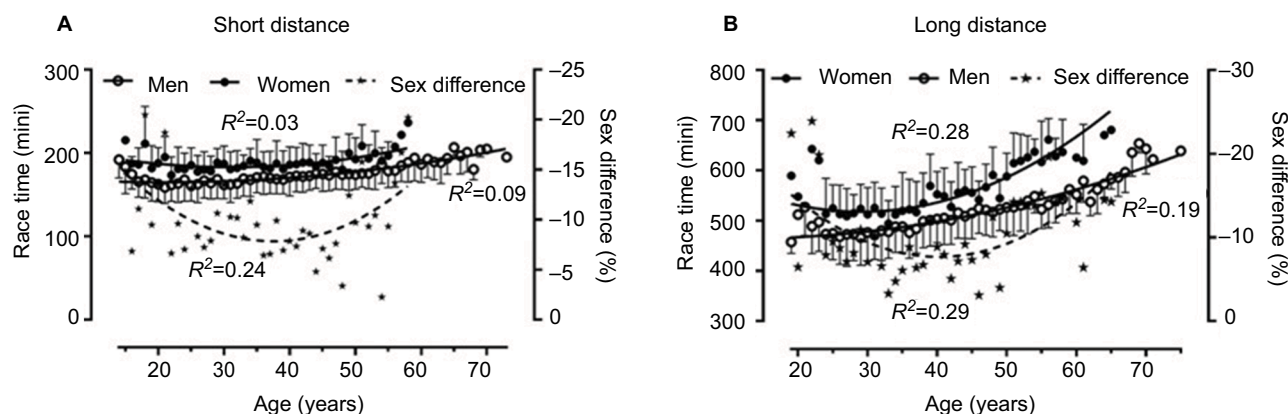 A Short distance
300
200
100
0
Race time (mini)
Men Women Sex difference
R²=0.03
R²=0.09
R²=0.24
–25
–20
–15
–10
–5
0
Sex difference (%)
20 30 40 50 60 70
Age (years)
B Long distance
800
700
600
500
400
300
Race time (mini)
Women Men Sex difference
R²=0.28
R²=0.19
R²=0.29
–30
–20
–10
0
Sex difference (%)
20 30 40 50 60 70
Age (years)